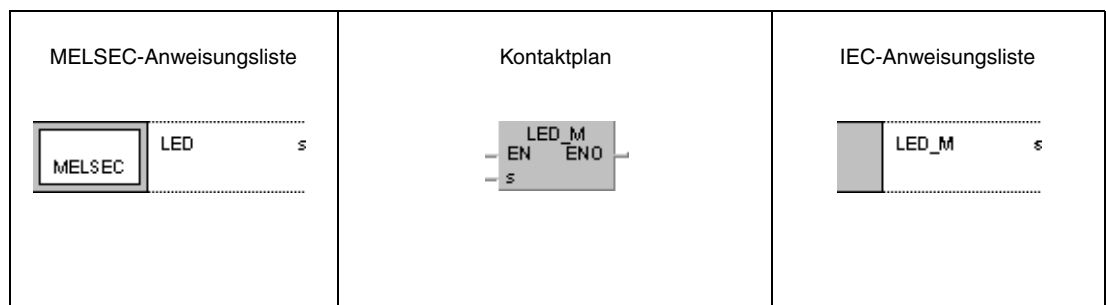 MELSEC-Anweisungsliste
MELSEC
LED s
Kontaktplan
LED_M
EN ENO
s
IEC-Anweisungsliste
LED_M s